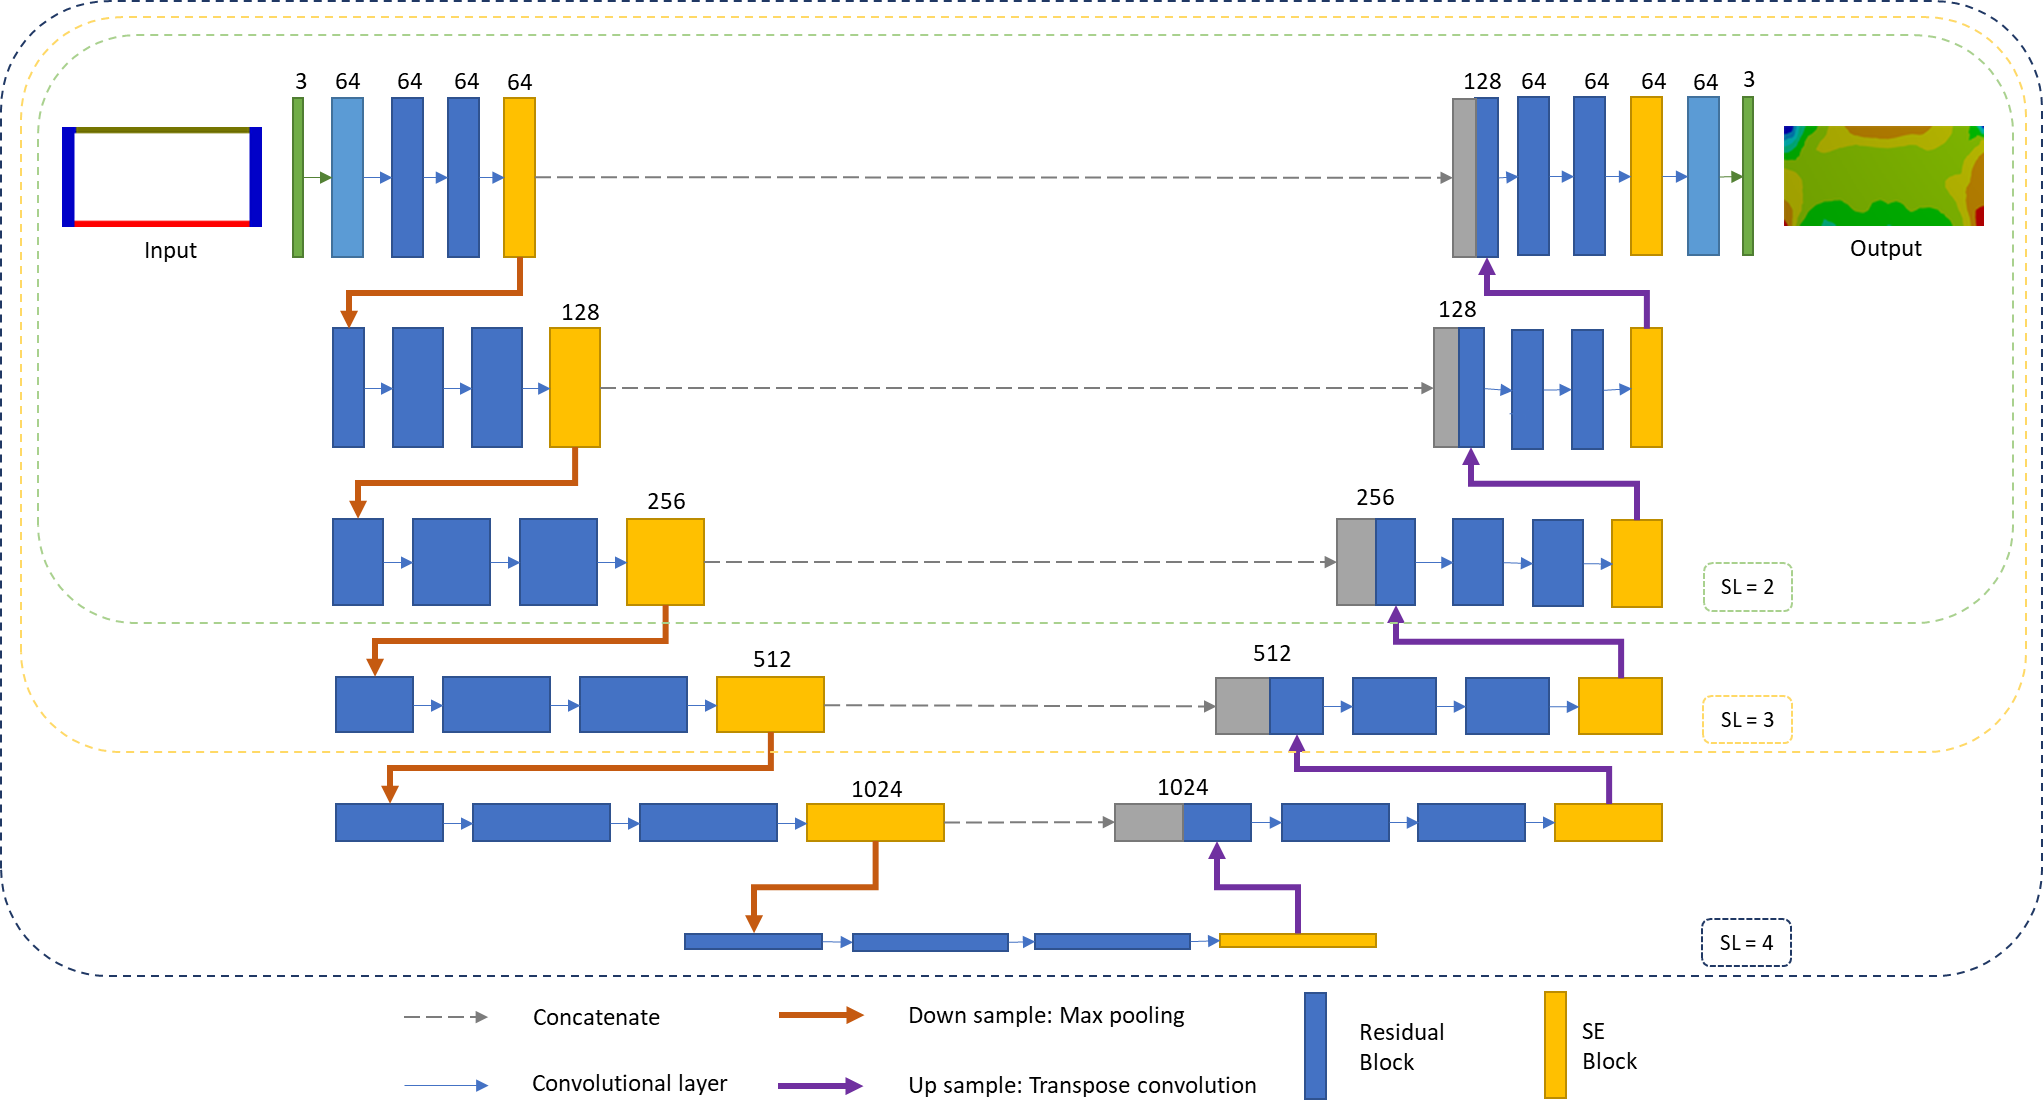 3 64 64 64 64 128 64 64 64 64 3
Input
Output
128 128
256 256
SL = 2
512 512
SL = 3
1024 1024
SL = 4
Concatenate
Down sample: Max pooling
Residual
Block
SE
Block
Convolutional layer
Up sample: Transpose convolution